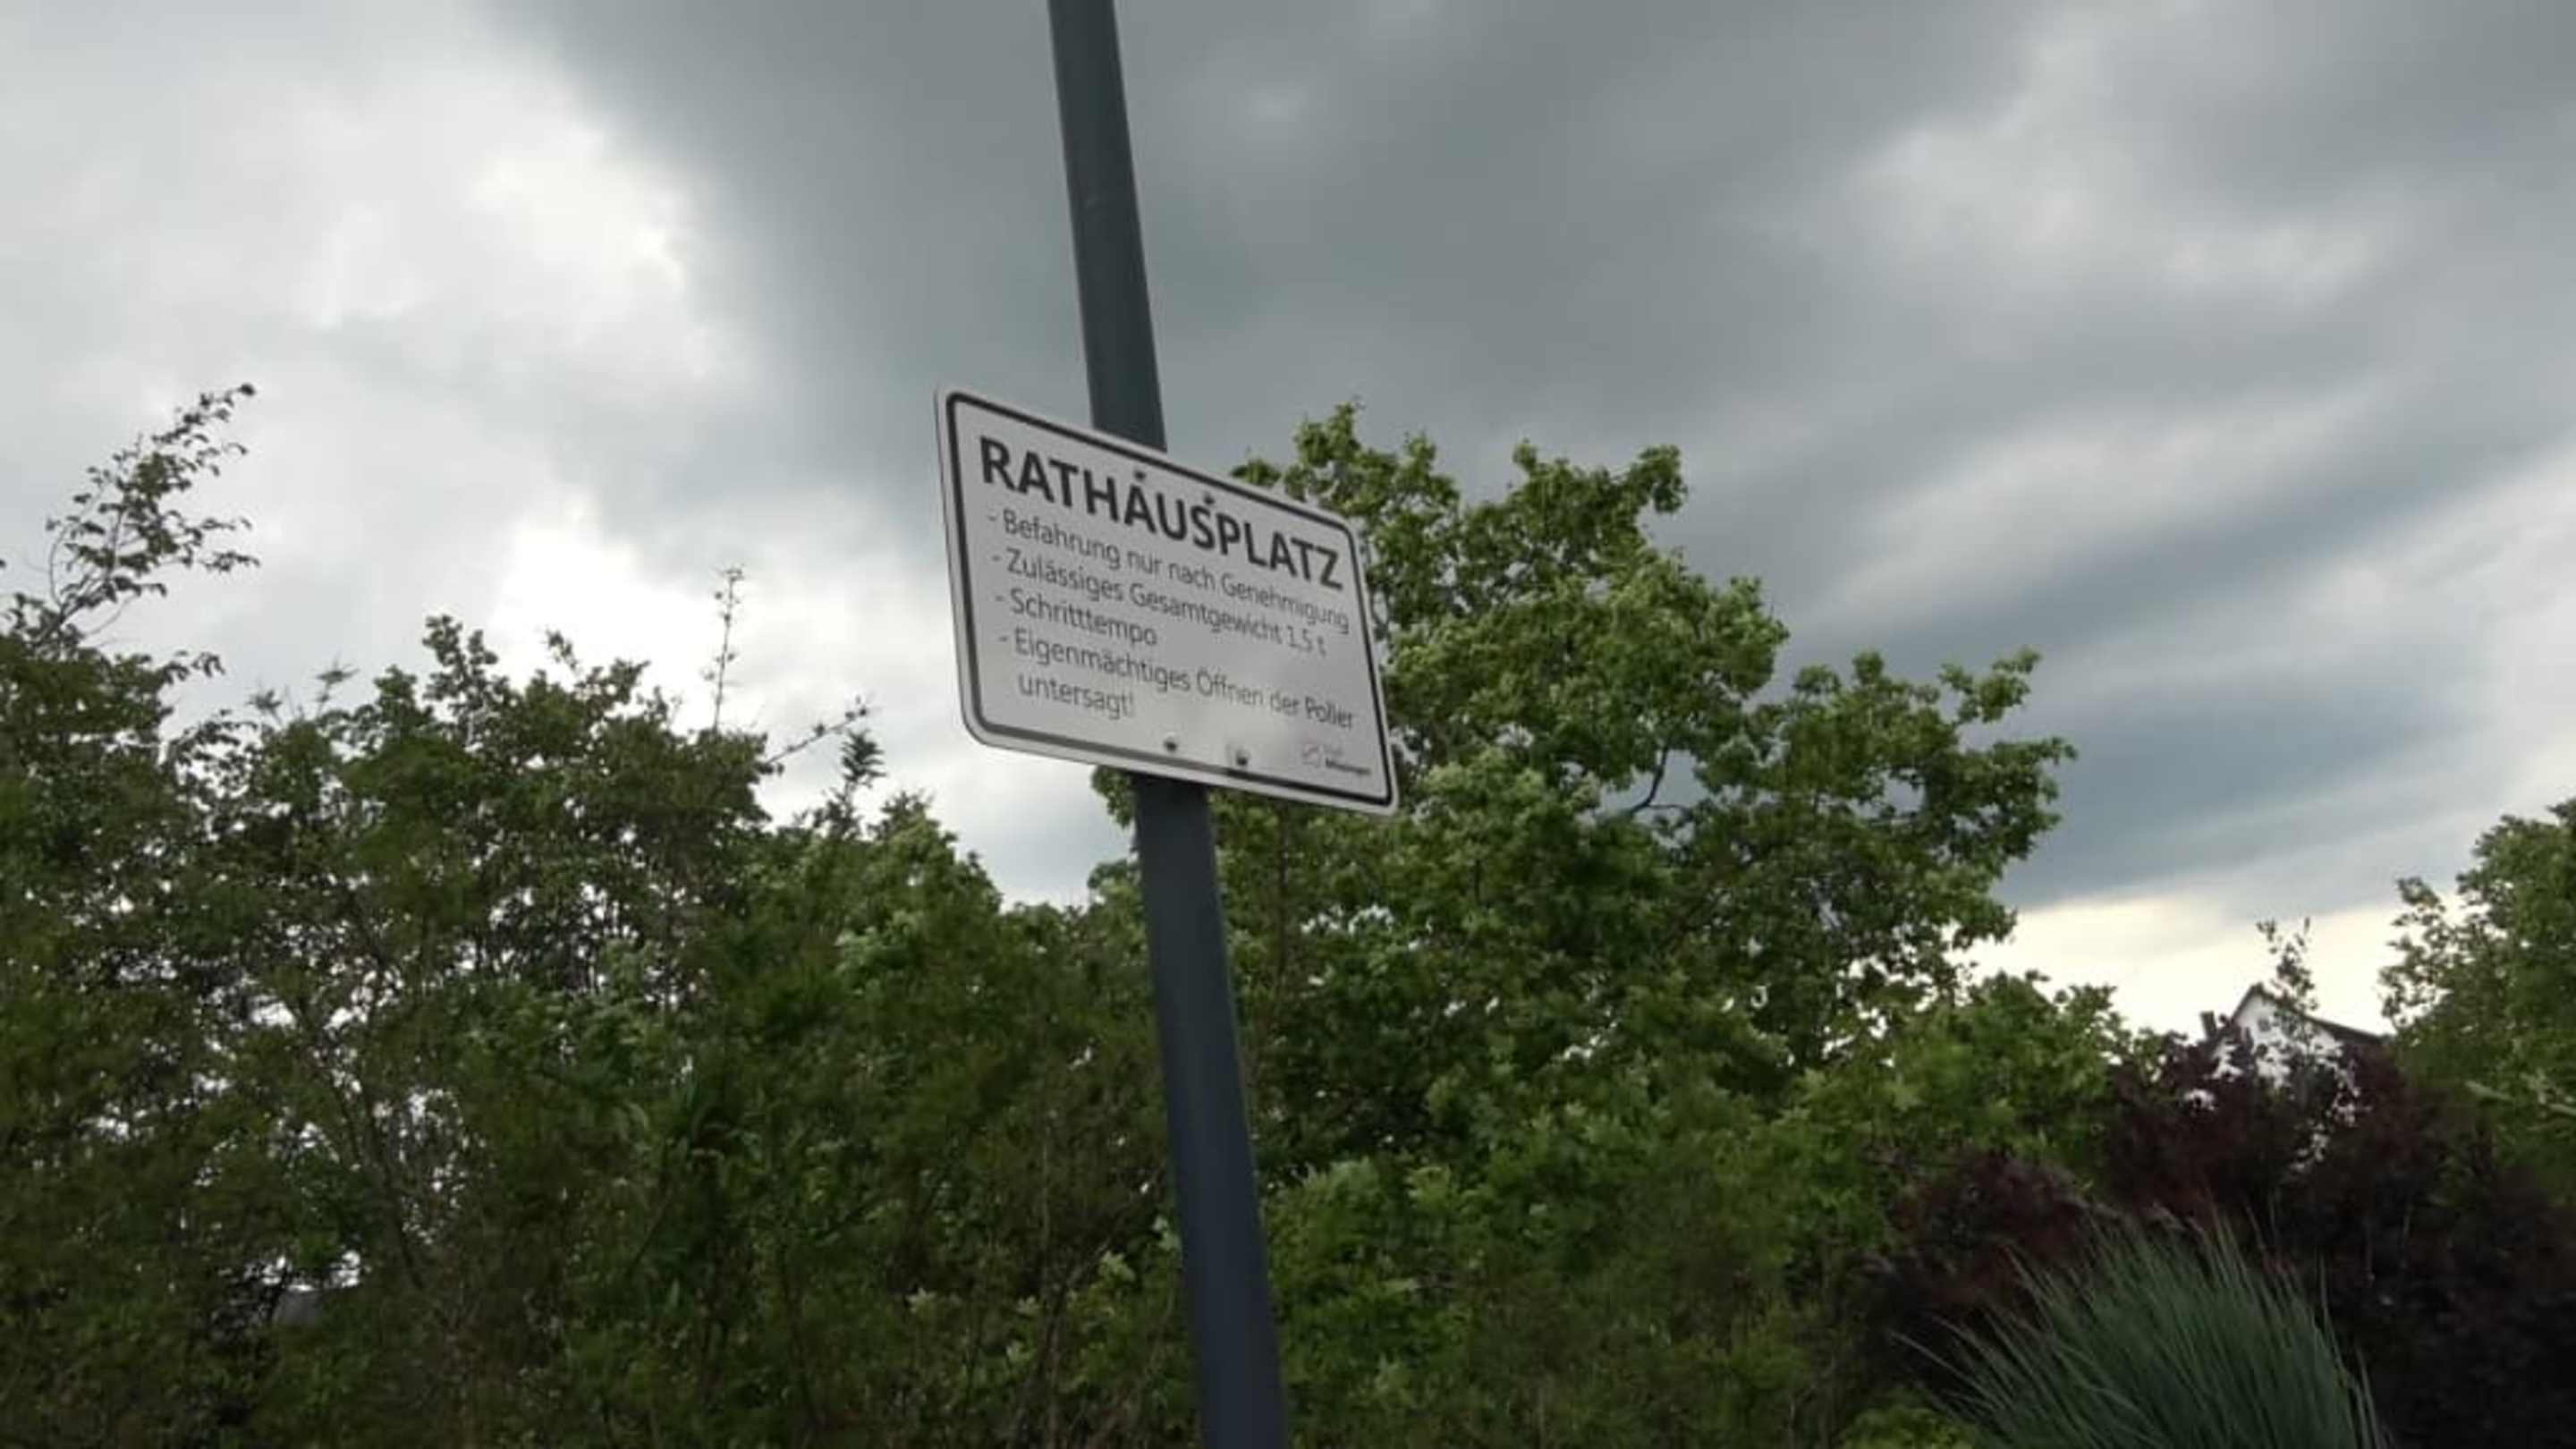 RATHAUSPLATZ
- Befahrung nur nach Genehmigung
- Zulässiges Gesamtgewicht 1,5 t
- Schritttempo
- Eigenmächtiges Öffnen der Poller
untersagt!